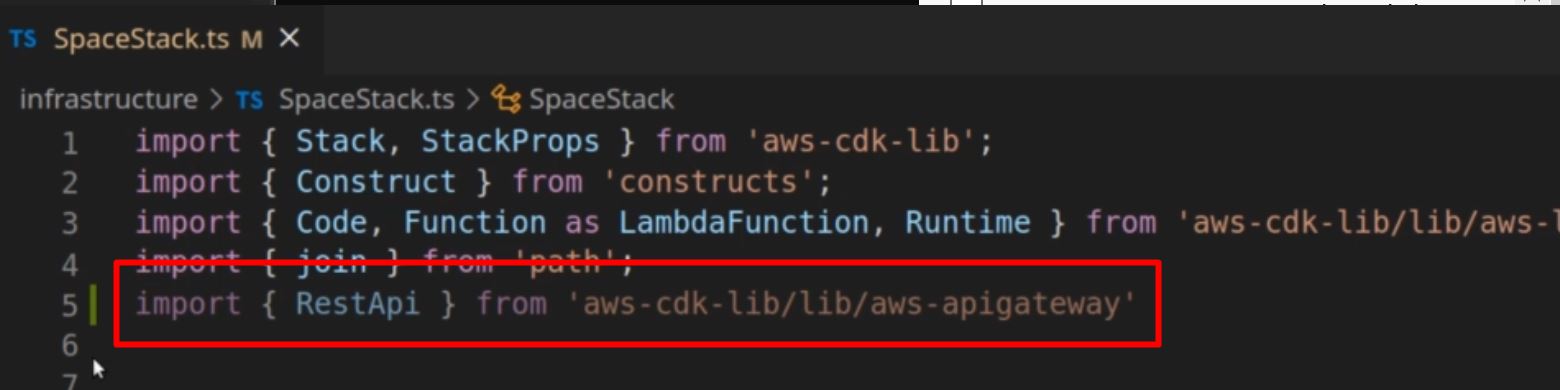 TS SpaceStack.ts M ×
infrastructure > TS SpaceStack.ts > SpaceStack
1 import { Stack, StackProps } from 'aws-cdk-lib';
2 import { Construct } from 'constructs';
3 import { Code, Function as LambdaFunction, Runtime } from 'aws-cdk-lib/lib/aws-l
4 import { join } from 'path';
5 import { RestApi } from 'aws-cdk-lib/lib/aws-apigateway'
6
7